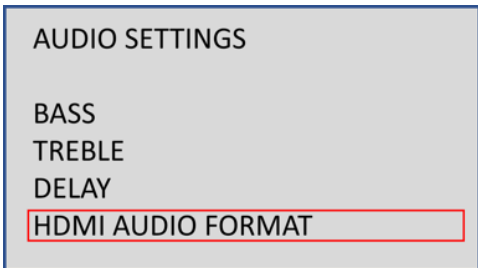 AUDIO SETTINGS
BASS
TREBLE
DELAY
HDMI AUDIO FORMAT